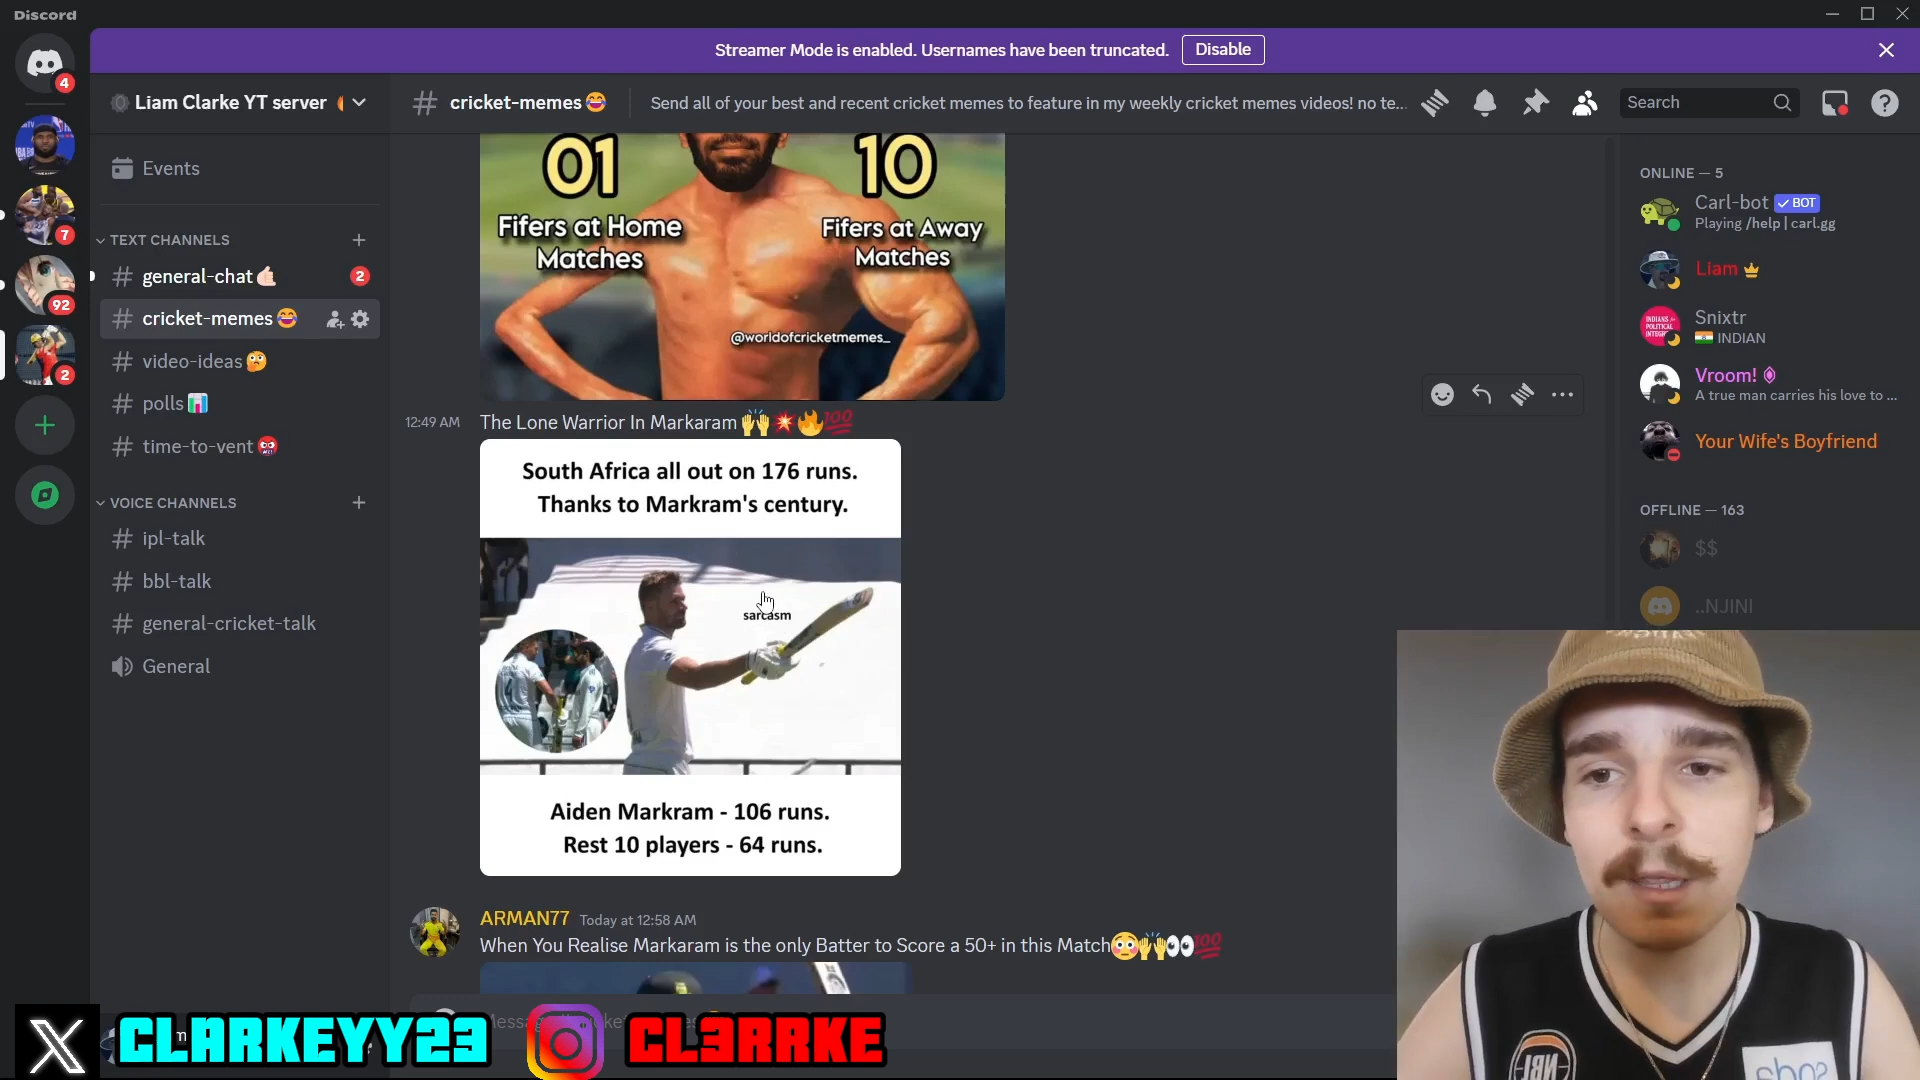 Discord
Streamer Mode is enabled. Usernames have been truncated.
Disable
4
Liam Clarke YT server
cricket-memes😂
Send all of your best and recent cricket memes to feature in my weekly cricket memes videos! no te...
Search
Events
TEXT CHANNELS
general-chat🤙🏻
2
cricket-memes😂
video-ideas🤔
polls📊
time-to-vent🤬
VOICE CHANNELS
ipl-talk
bbl-talk
general-cricket-talk
General
7
92
2
01
10
Fifers at Home
Matches
Fifers at Away
Matches
@worldofcricketmemes_
12:49 AM
The Lone Warrior In Markaram 🙌💥🔥💯
South Africa all out on 176 runs.
Thanks to Markram's century.
sarcasm
Aiden Markram - 106 runs.
Rest 10 players - 64 runs.
ARMAN77 Today at 12:58 AM
When You Realise Markaram is the only Batter to Score a 50+ in this Match😳🙌👀💯
ONLINE — 5
Carl-bot
BOT
Playing /help | carl.gg
Liam
Snixtr
🇮🇳 INDIAN
Vroom!
A true man carries his love to ...
Your Wife's Boyfriend
OFFLINE — 163
$$
..NJINI
CLARKEYY23
CL3RRKE
NBL